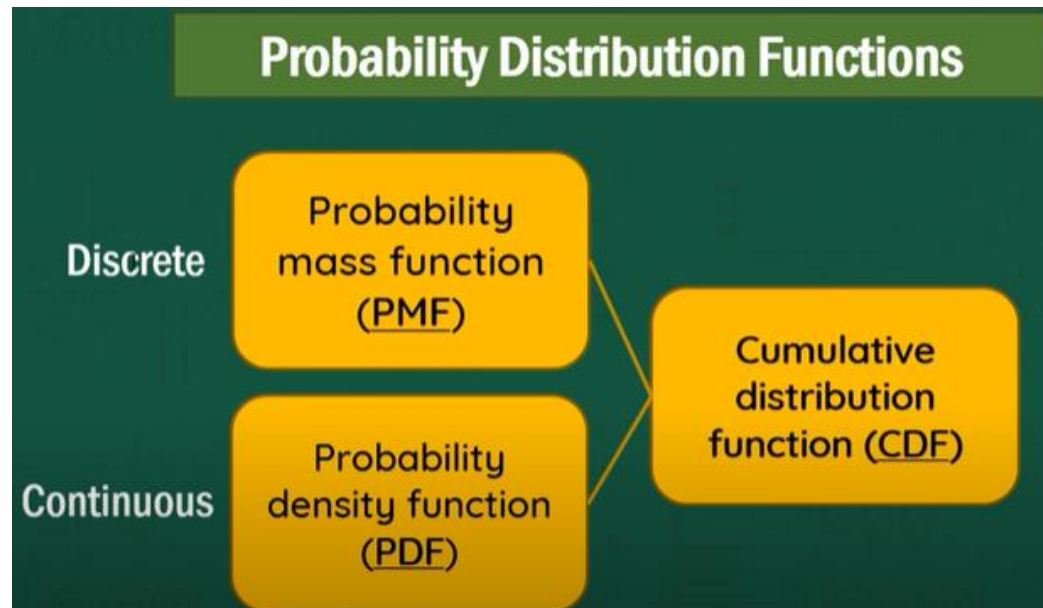 Probability Distribution Functions
Discrete
Probability
mass function
(PMF)
Continuous
Probability
density function
(PDF)
Cumulative
distribution
function (CDF)